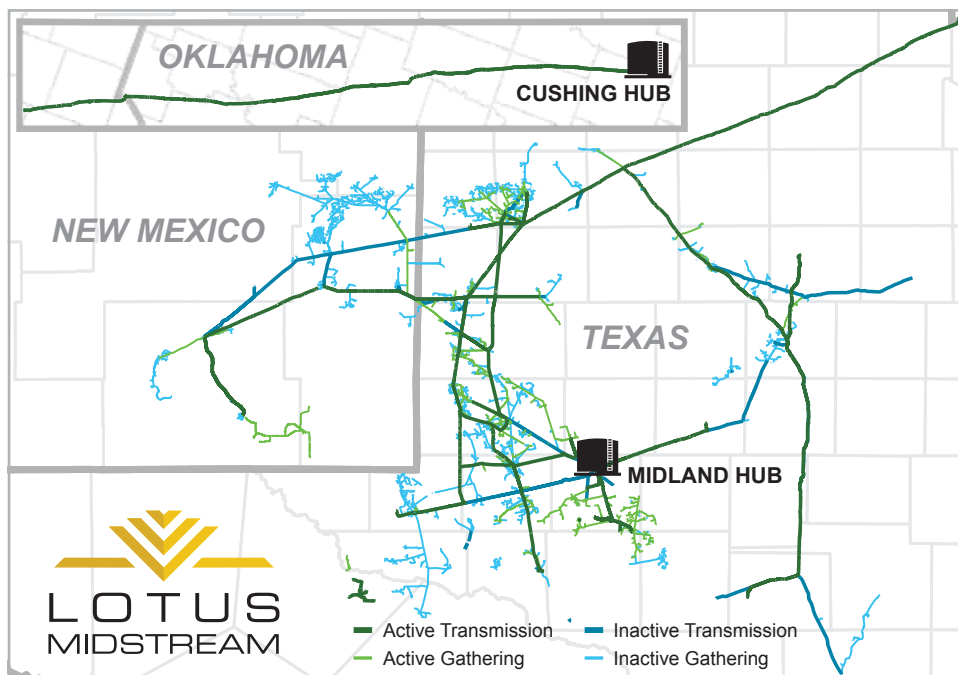 OKLAHOMA
CUSHING HUB
NEW MEXICO
TEXAS
MIDLAND HUB
LOTUS
MIDSTREAM
Active Transmission
Inactive Transmission
Active Gathering
Inactive Gathering